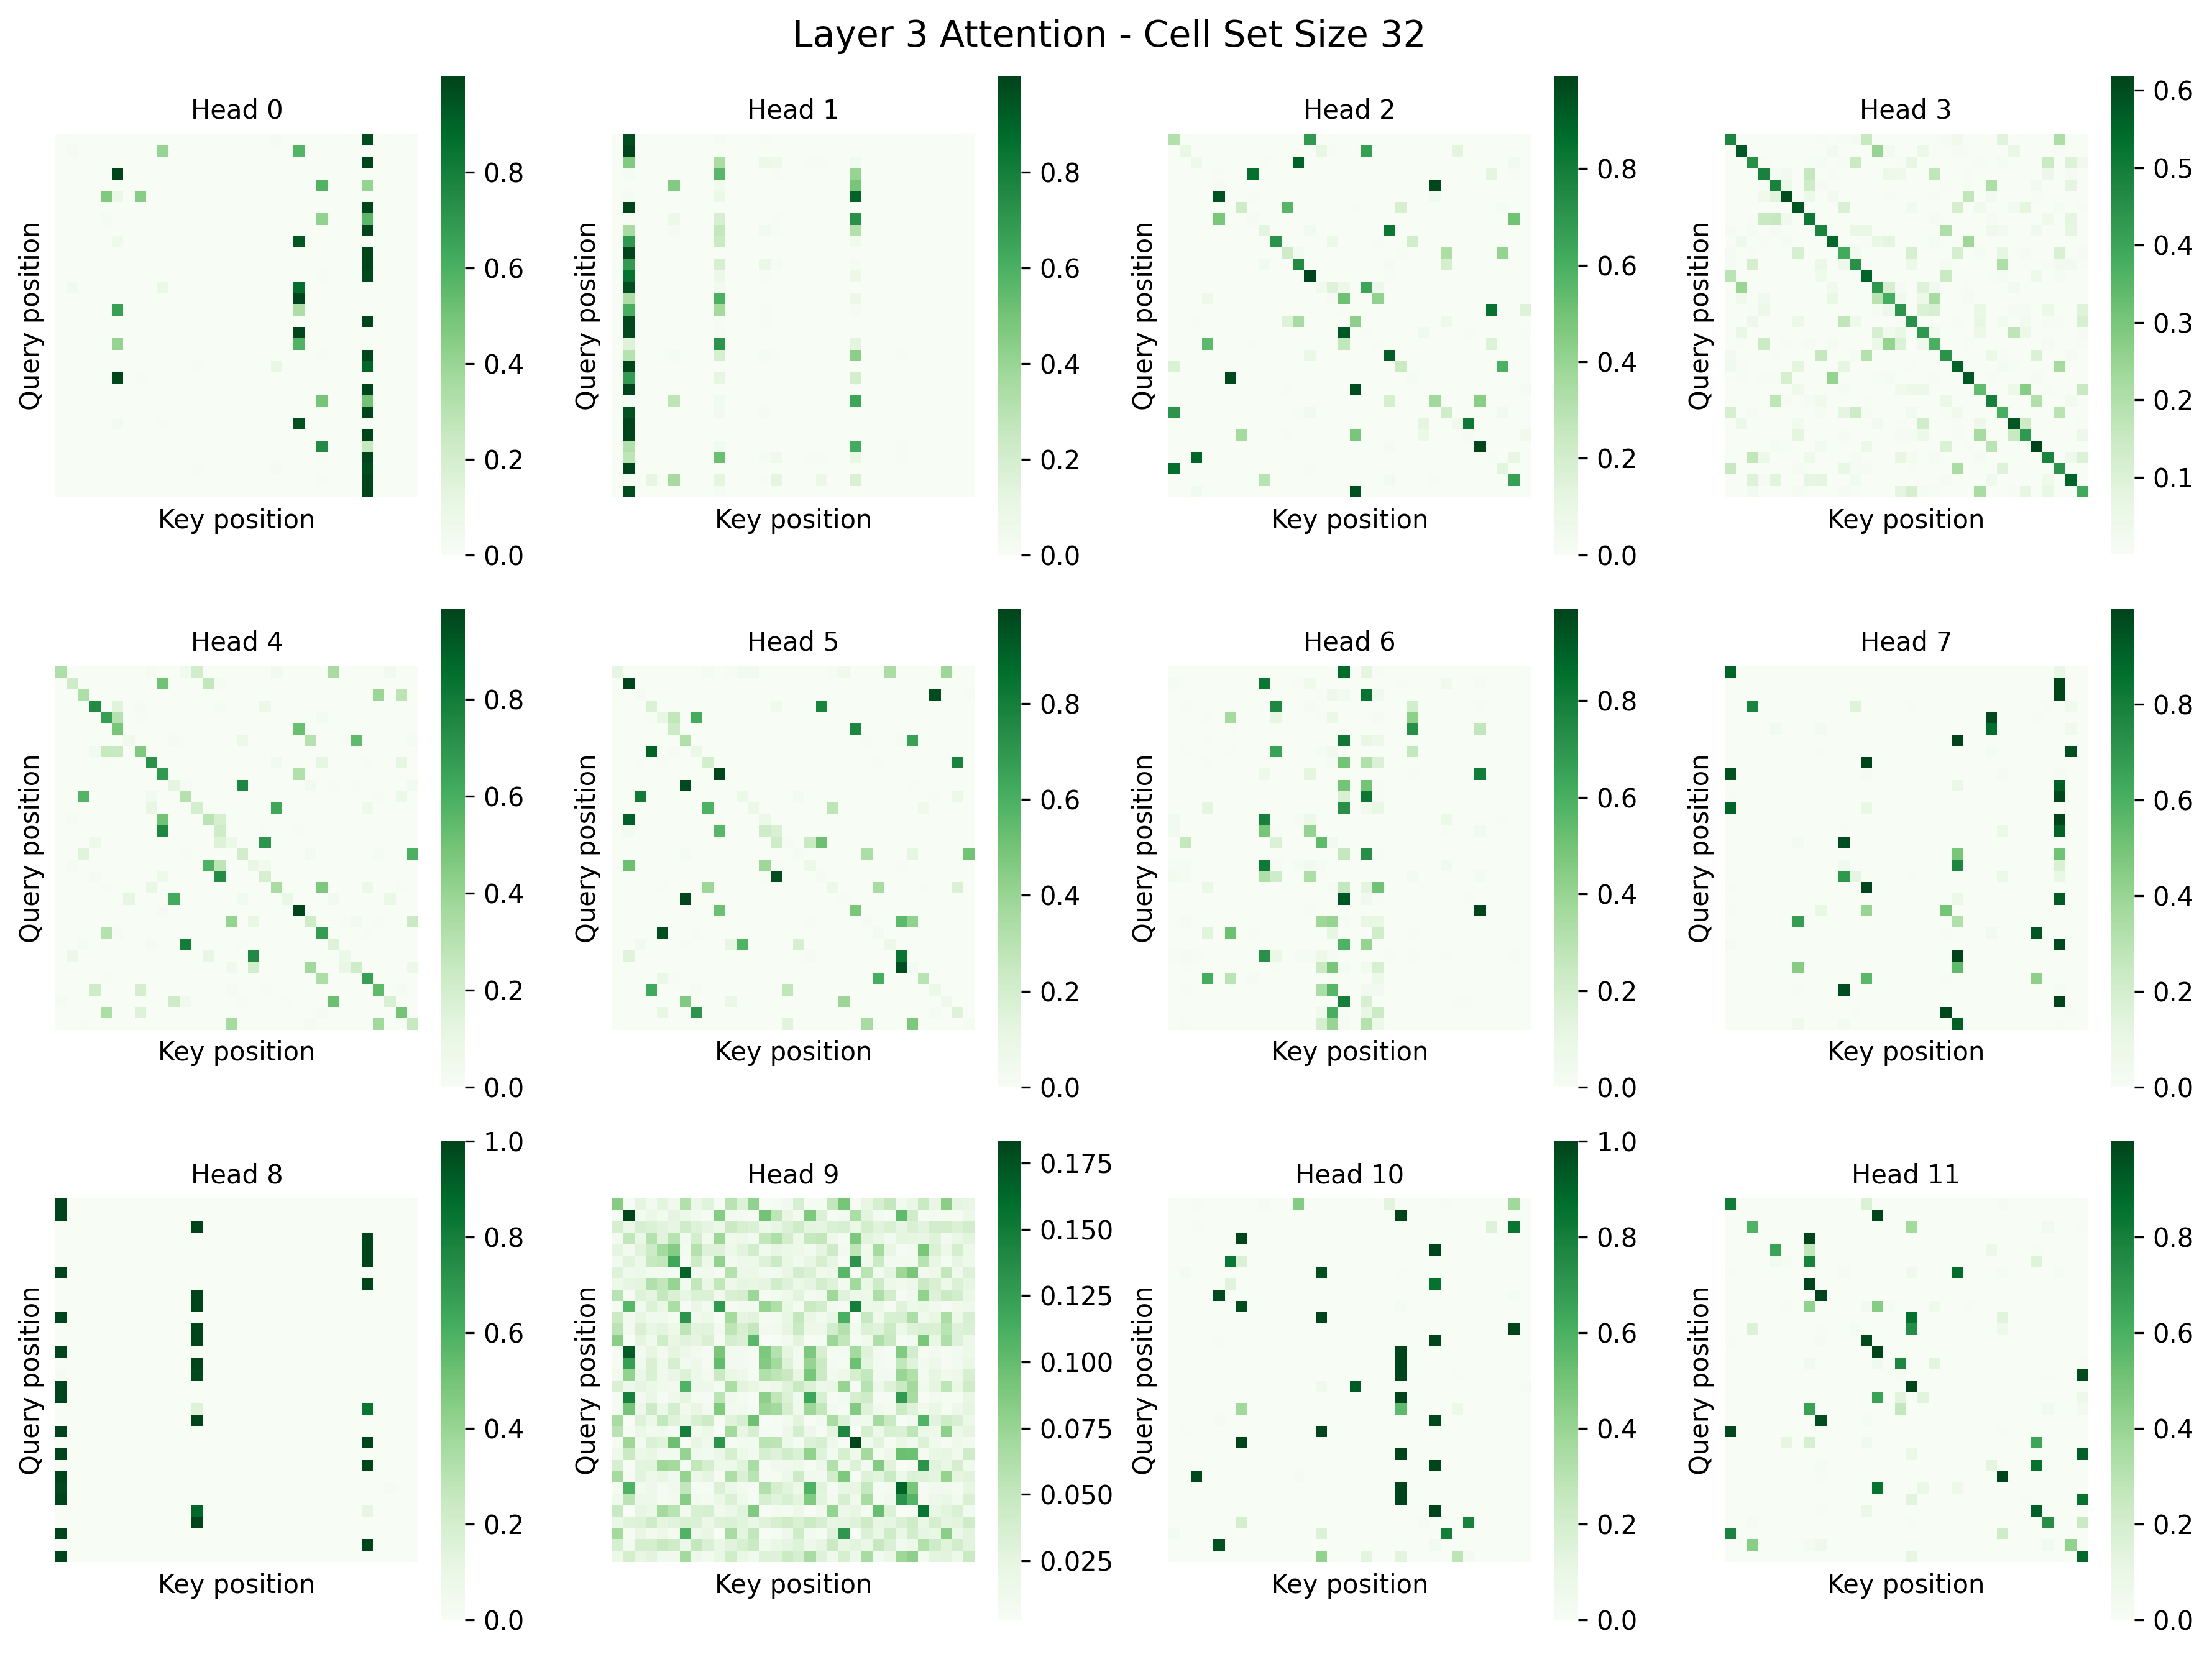 Layer 3 Attention - Cell Set Size 32
Head 0
Query position
Key position
0.8
0.6
0.4
0.2
0.0
Head 1
Query position
Key position
0.8
0.6
0.4
0.2
0.0
Head 2
Query position
Key position
0.8
0.6
0.4
0.2
0.0
Head 3
Query position
Key position
0.6
0.5
0.4
0.3
0.2
0.1
Head 4
Query position
Key position
0.8
0.6
0.4
0.2
0.0
Head 5
Query position
Key position
0.8
0.6
0.4
0.2
0.0
Head 6
Query position
Key position
0.8
0.6
0.4
0.2
0.0
Head 7
Query position
Key position
0.8
0.6
0.4
0.2
0.0
Head 8
Query position
Key position
1.0
0.8
0.6
0.4
0.2
0.0
Head 9
Query position
Key position
0.175
0.150
0.125
0.100
0.075
0.050
0.025
Head 10
Query position
Key position
1.0
0.8
0.6
0.4
0.2
0.0
Head 11
Query position
Key position
0.8
0.6
0.4
0.2
0.0